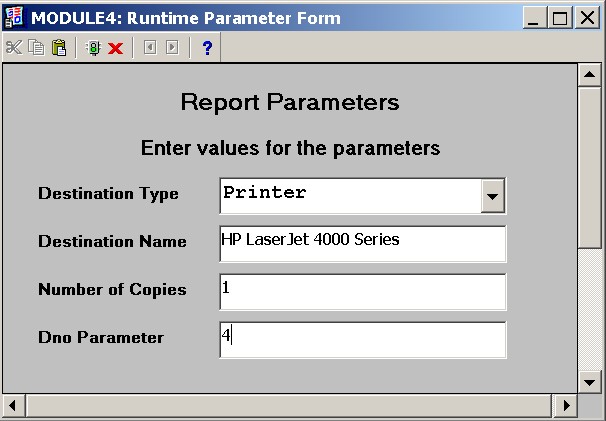 MODULE4: Runtime Parameter Form
?
Report Parameters
Enter values for the parameters
Destination Type Printer
Destination Name HP LaserJet 4000 Series
Number of Copies 1
Dno Parameter 4